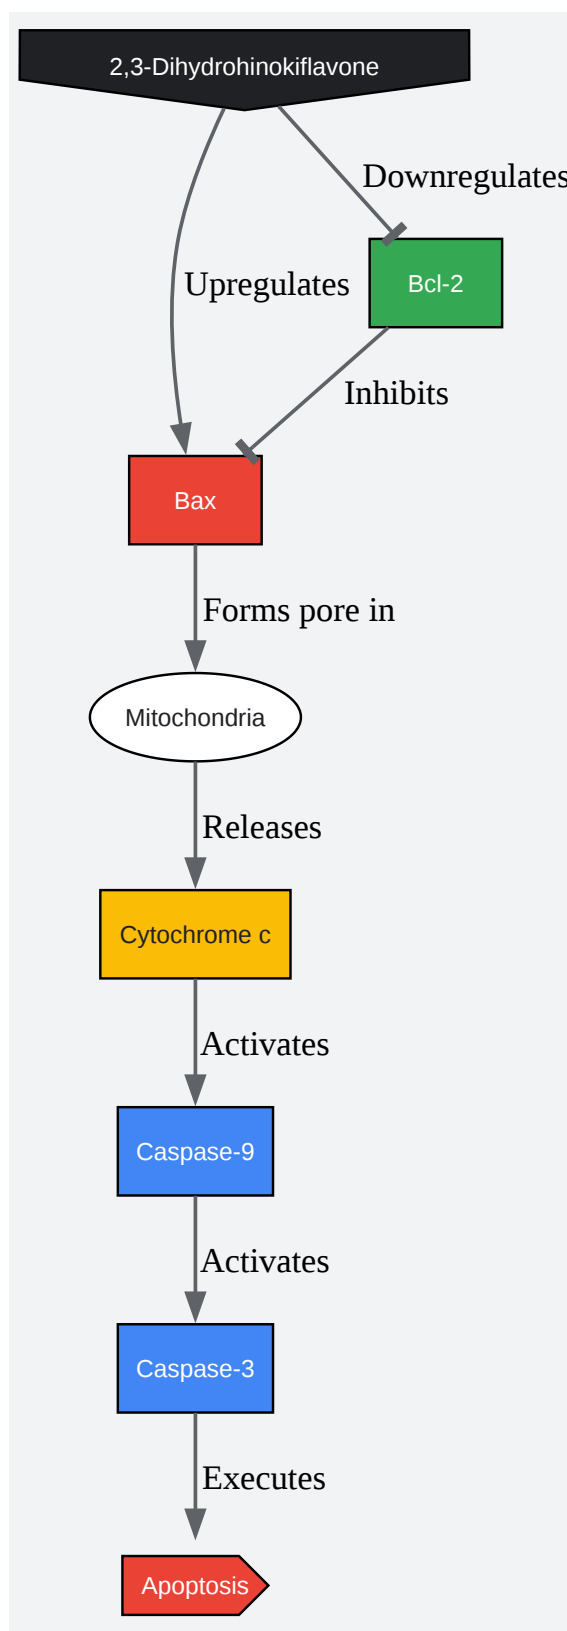 2,3-Dihydrohinokiflavone
Downregulates
Bcl-2
Upregulates
Inhibits
Bax
Forms pore in
Mitochondria
Releases
Cytochrome c
Activates
Caspase-9
Activates
Caspase-3
Executes
Apoptosis